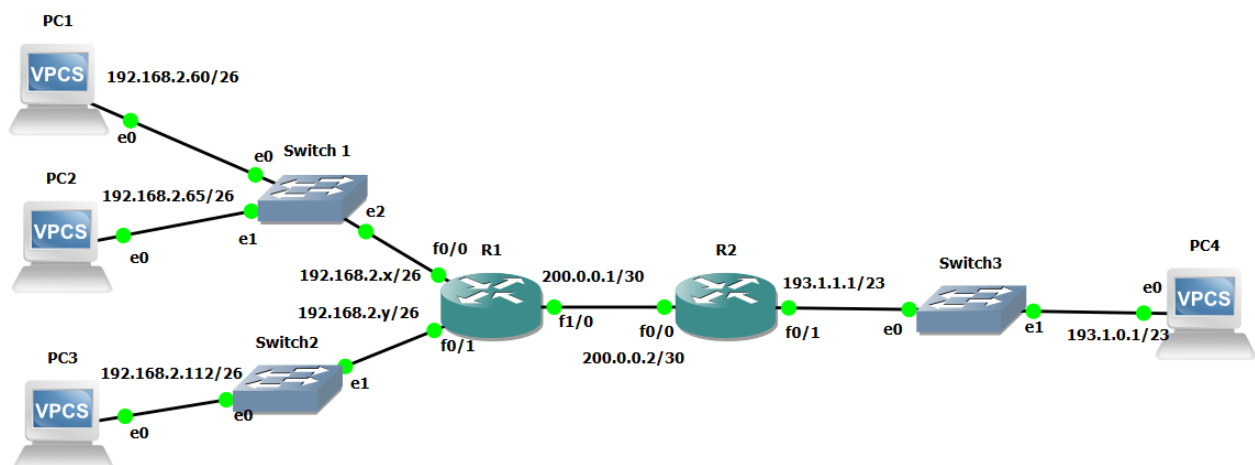 PC1
VPCS
192.168.2.60/26
e0
e0
Switch 1
PC2
VPCS
192.168.2.65/26
e0
e1
e2
f0/0
R1
192.168.2.x/26
192.168.2.y/26
f0/1
200.0.0.1/30
f1/0
R2
f0/0
200.0.0.2/30
193.1.1.1/23
f0/1
Switch3
e0
e1
PC4
e0
VPCS
193.1.0.1/23
Switch2
e1
PC3
VPCS
192.168.2.112/26
e0
e0